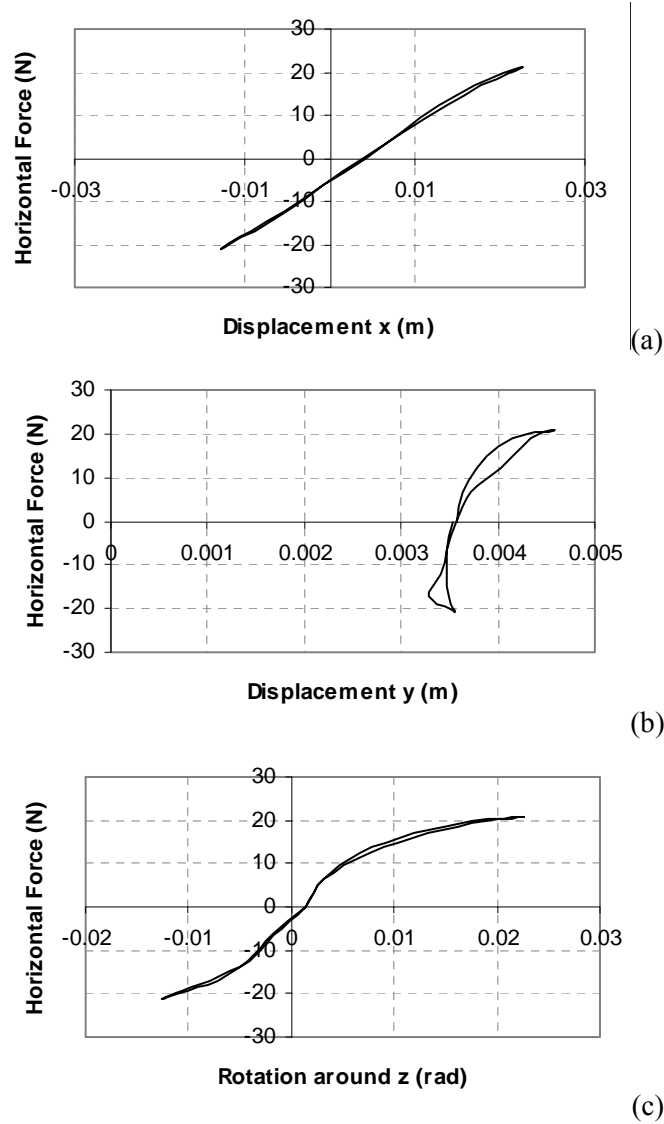 30
20
10
0
-10
-20
-30
-0.03 -0.01 0.01 0.03
Horizontal Force (N)
Displacement x (m)
(a)
30
20
10
0
-10
-20
-30
0 0.001 0.002 0.003 0.004 0.005
Horizontal Force (N)
Displacement y (m)
(b)
30
20
10
0
-10
-20
-30
-0.02 -0.01 0 0.01 0.02 0.03
Horizontal Force (N)
Rotation around z (rad)
(c)